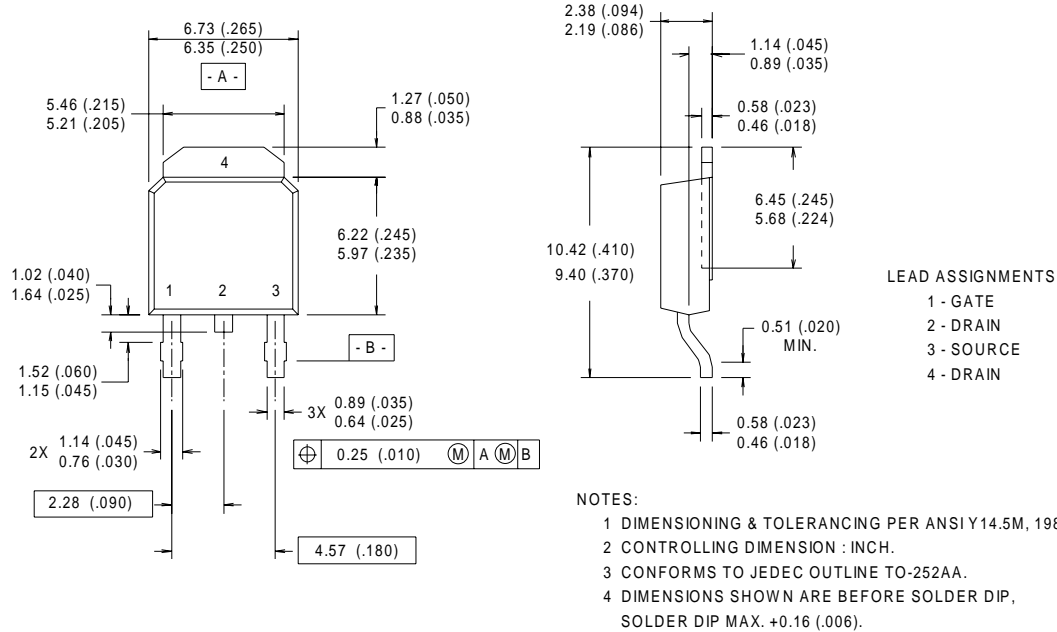 6.73 (.265)
6.35 (.250)
- A -
5.46 (.215)
5.21 (.205)
1.27 (.050)
0.88 (.035)
4
6.22 (.245)
5.97 (.235)
1.02 (.040)
1.64 (.025)
1 2 3
- B -
1.52 (.060)
1.15 (.045)
3X 0.89 (.035)
0.64 (.025)
2X 1.14 (.045)
0.76 (.030)
⌖ 0.25 (.010) Ⓜ A Ⓜ B
2.28 (.090)
4.57 (.180)
2.38 (.094)
2.19 (.086)
1.14 (.045)
0.89 (.035)
0.58 (.023)
0.46 (.018)
6.45 (.245)
5.68 (.224)
10.42 (.410)
9.40 (.370)
0.51 (.020)
MIN.
0.58 (.023)
0.46 (.018)
LEAD ASSIGNMENTS
1 - GATE
2 - DRAIN
3 - SOURCE
4 - DRAIN
NOTES:
1 DIMENSIONING & TOLERANCING PER ANSI Y14.5M, 198
2 CONTROLLING DIMENSION : INCH.
3 CONFORMS TO JEDEC OUTLINE TO-252AA.
4 DIMENSIONS SHOWN ARE BEFORE SOLDER DIP,
SOLDER DIP MAX. +0.16 (.006).